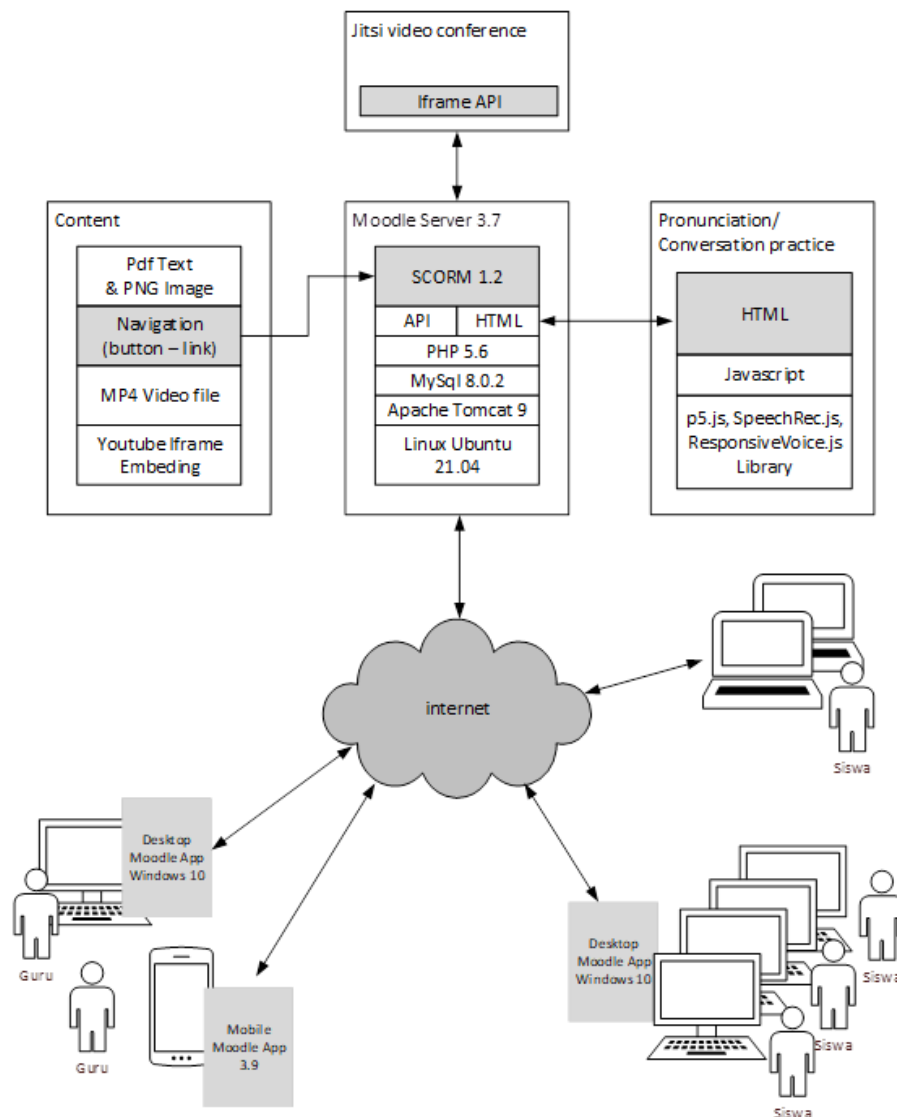 Jitsi video conference
Iframe API
Content
Pdf Text
& PNG Image
Navigation
(button – link)
MP4 Video file
Youtube Iframe
Embeding
Moodle Server 3.7
SCORM 1.2
API
HTML
PHP 5.6
MySql 8.0.2
Apache Tomcat 9
Linux Ubuntu
21.04
Pronunciation/
Conversation practice
HTML
Javascript
p5.js, SpeechRec.js,
ResponsiveVoice.js
Library
internet
Siswa
Desktop
Moodle App
Windows 10
Guru
Guru
Mobile
Moodle App
3.9
Desktop
Moodle App
Windows 10
Siswa
Siswa
Siswa